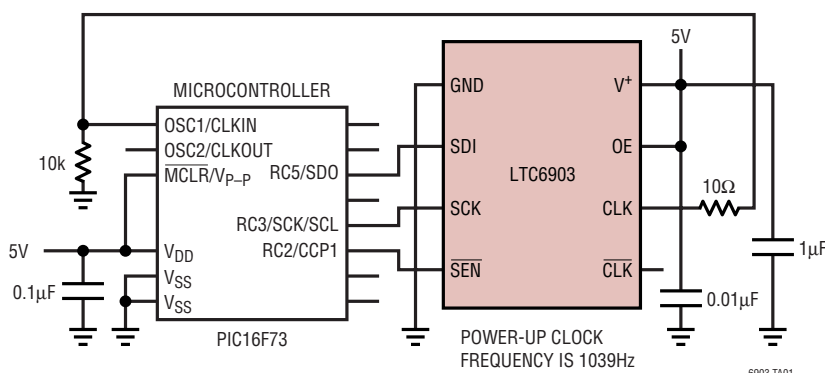 5V
MICROCONTROLLER
OSC1/CLKIN
OSC2/CLKOUT
MCLR/VP–P
RC5/SDO
RC3/SCK/SCL
VDD
RC2/CCP1
VSS
VSS
PIC16F73
10k
5V
0.1µF
GND
V+
SDI
OE
LTC6903
SCK
CLK
SEN
CLK
10Ω
1µF
0.01µF
POWER-UP CLOCK
FREQUENCY IS 1039Hz
6903 TA01